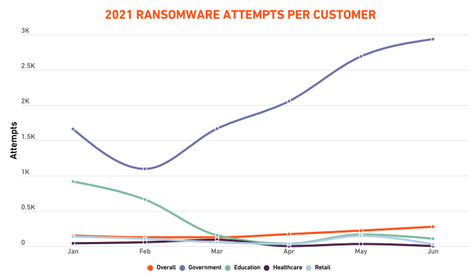 2021 RANSOMWARE ATTEMPTS PER CUSTOMER
3K
2.5K
2K
1.5K
1K
0.5K
0
Attempts
Jan Feb Mar Apr May Jun
Overall Government Education Healthcare Retail